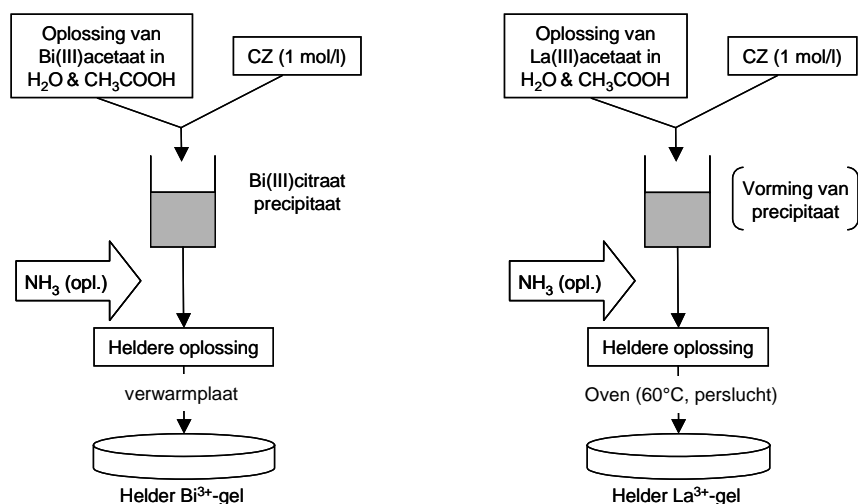 Oplossing van
Bi(III)acetaat in
H₂O & CH₃COOH
CZ (1 mol/l)
Bi(III)citraat
precipitaat
NH₃ (opl.)
Heldere oplossing
verwarmplaat
Helder Bi³⁺-gel
Oplossing van
La(III)acetaat in
H₂O & CH₃COOH
CZ (1 mol/l)
Vorming van
precipitaat
NH₃ (opl.)
Heldere oplossing
Oven (60°C, perslucht)
Helder La³⁺-gel